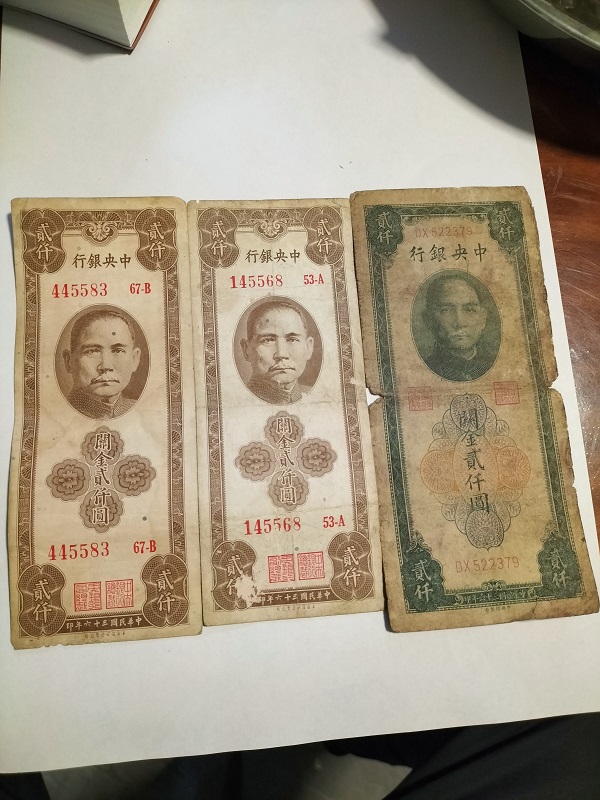 貳仟 貳仟
中央銀行
445583 67-B
關金貳仟圓
445583 67-B
貳仟 貳仟
中華民國三十六年印
貳仟 貳仟
中央銀行
145568 53-A
關金貳仟圓
145568 53-A
貳仟
中華民國三十六年印
貳仟 貳仟
DX522379
中央銀行
關金貳仟圓
DX522379
貳仟 貳仟